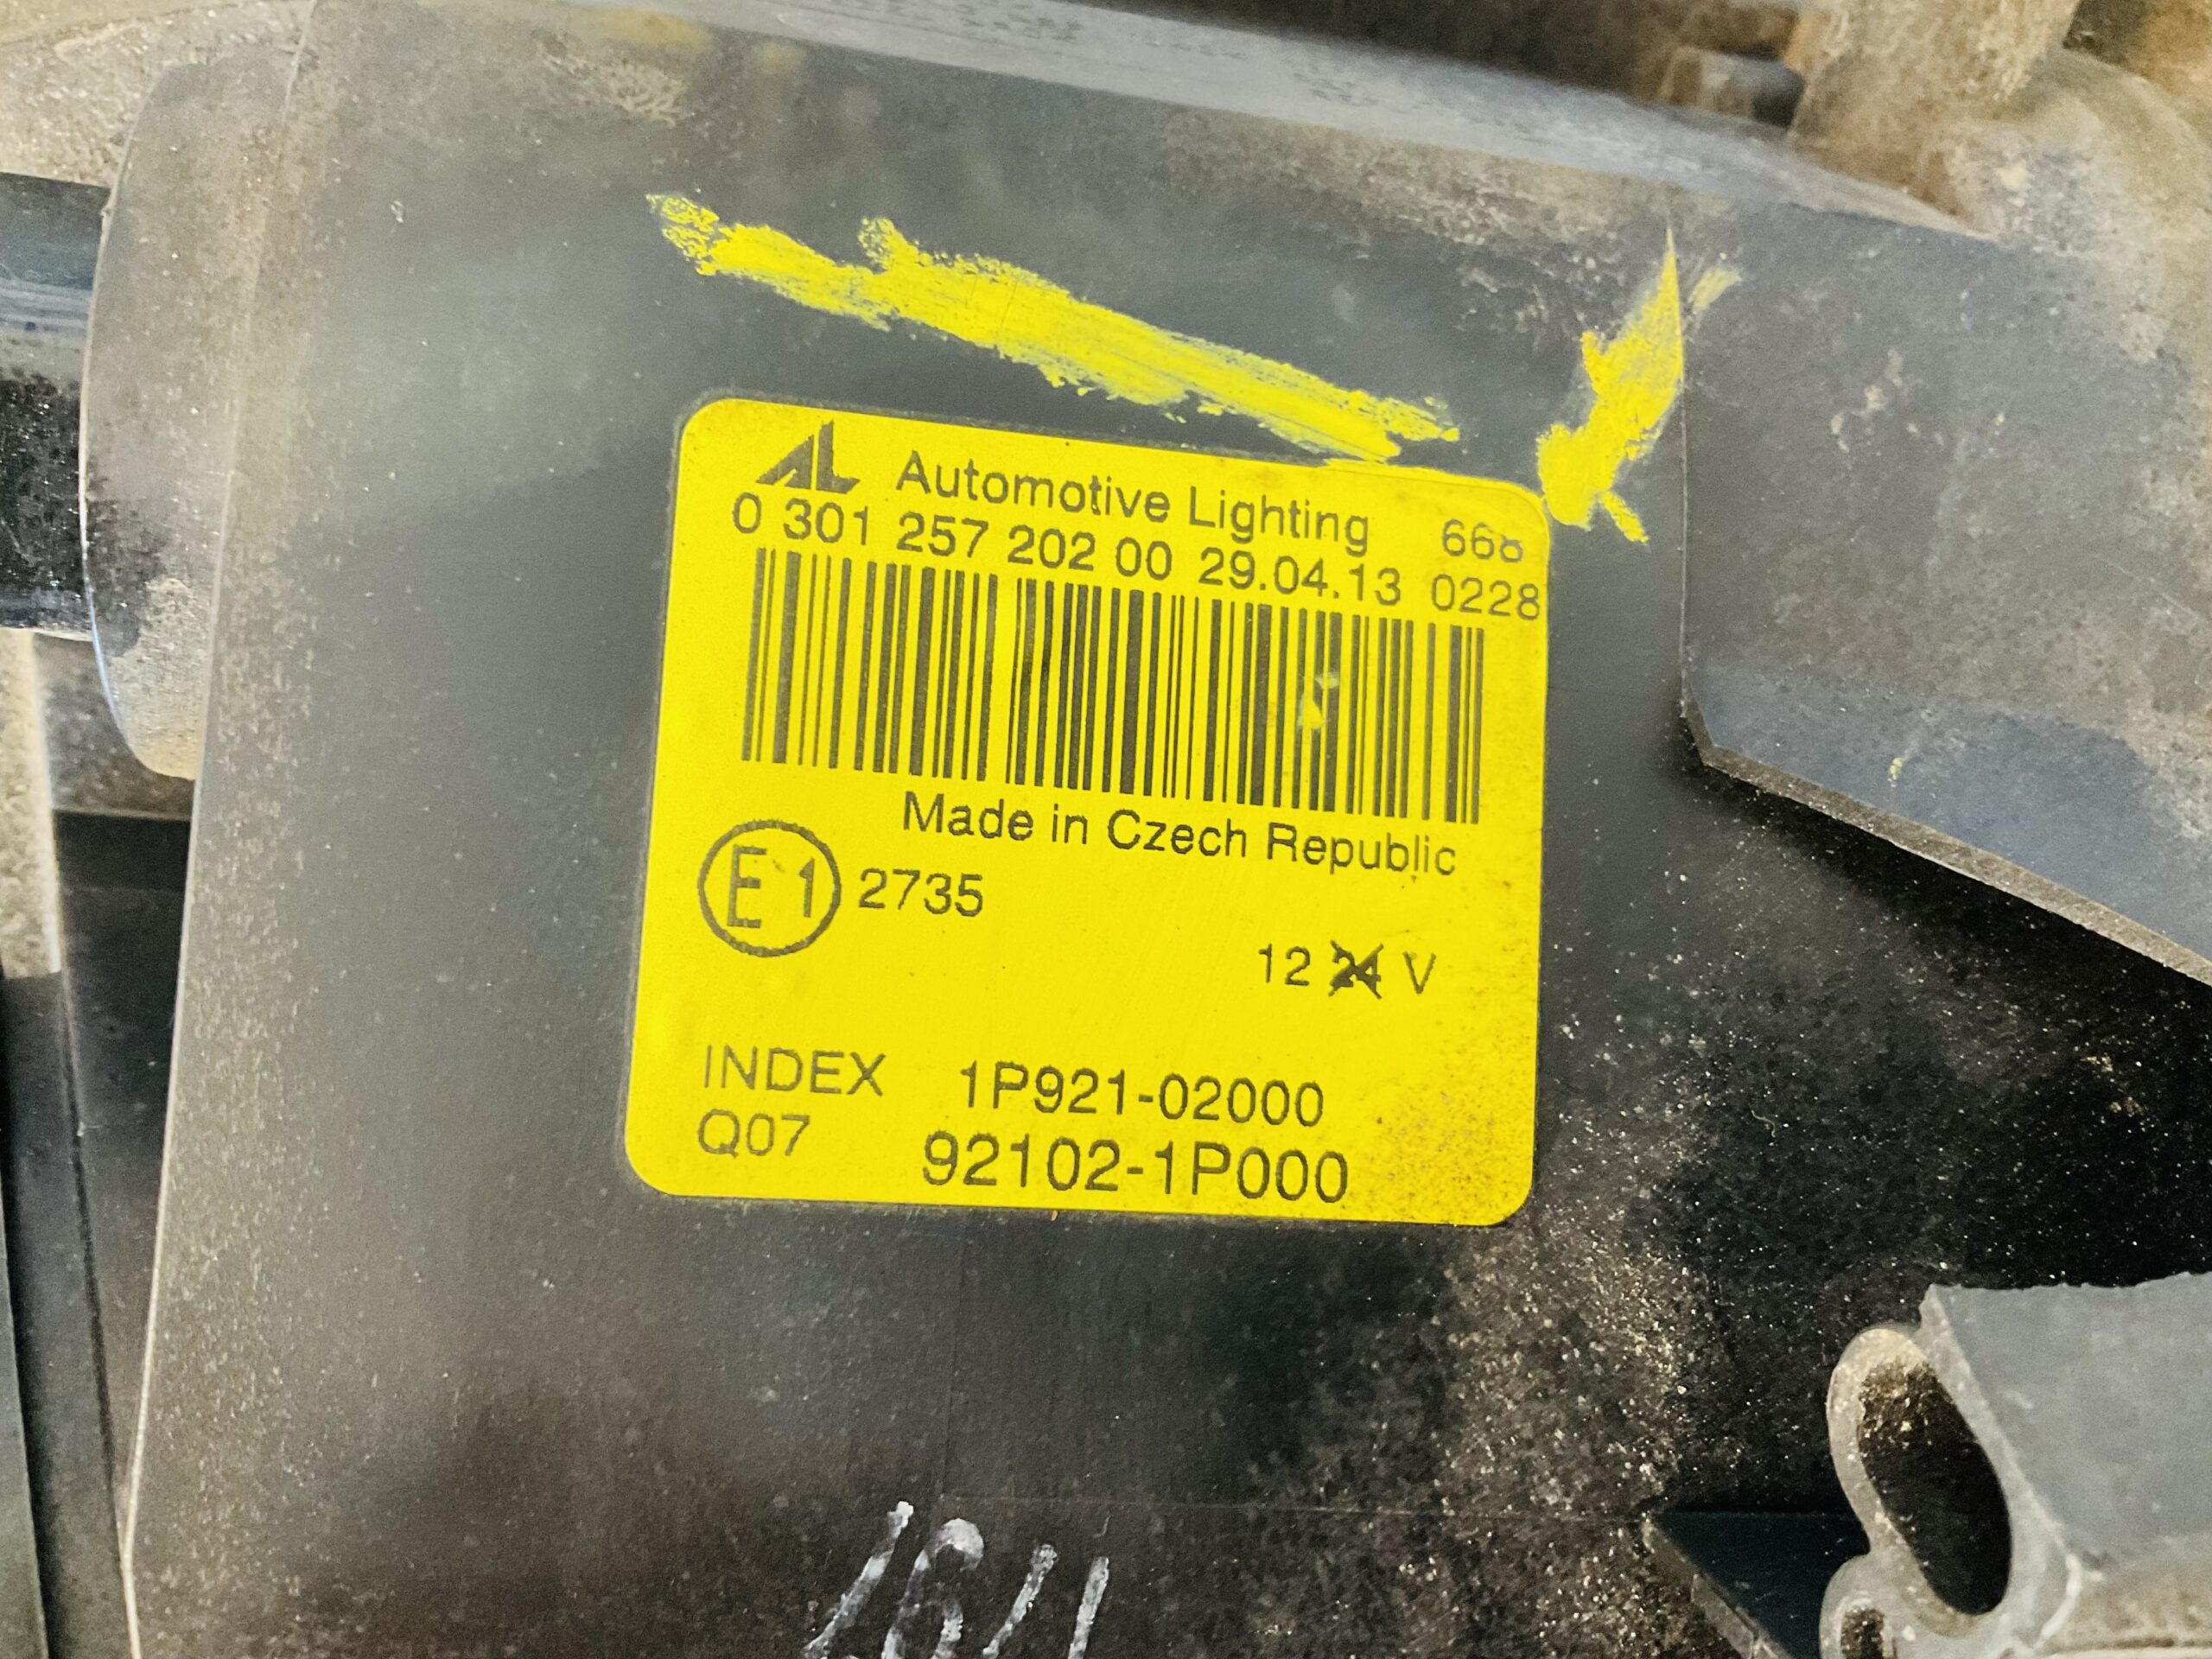 AL Automotive Lighting 668
0 301 257 202 00 29.04.13 0228
Made in Czech Republic
E1 2735
12 24 V
INDEX 1P921-02000
Q07 92102-1P000